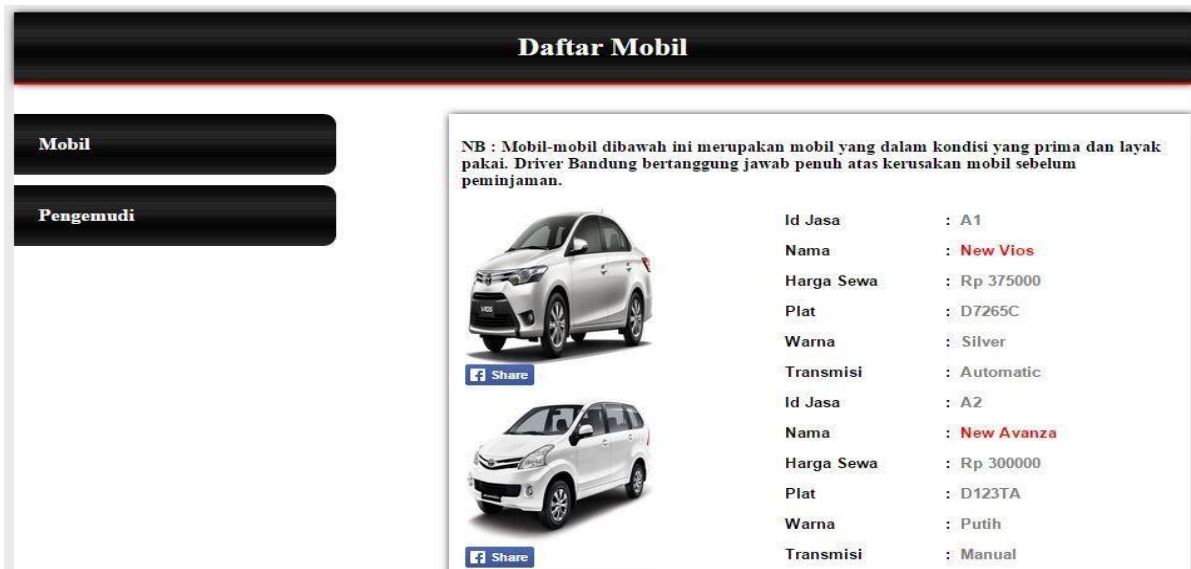 Daftar Mobil
Mobil
Pengemudi
NB : Mobil-mobil dibawah ini merupakan mobil yang dalam kondisi yang prima dan layak
pakai. Driver Bandung bertanggung jawab penuh atas kerusakan mobil sebelum
peminjaman.
VIOS
Share
Id Jasa : A1
Nama : New Vios
Harga Sewa : Rp 375000
Plat : D7265C
Warna : Silver
Transmisi : Automatic
Share
Id Jasa : A2
Nama : New Avanza
Harga Sewa : Rp 300000
Plat : D123TA
Warna : Putih
Transmisi : Manual